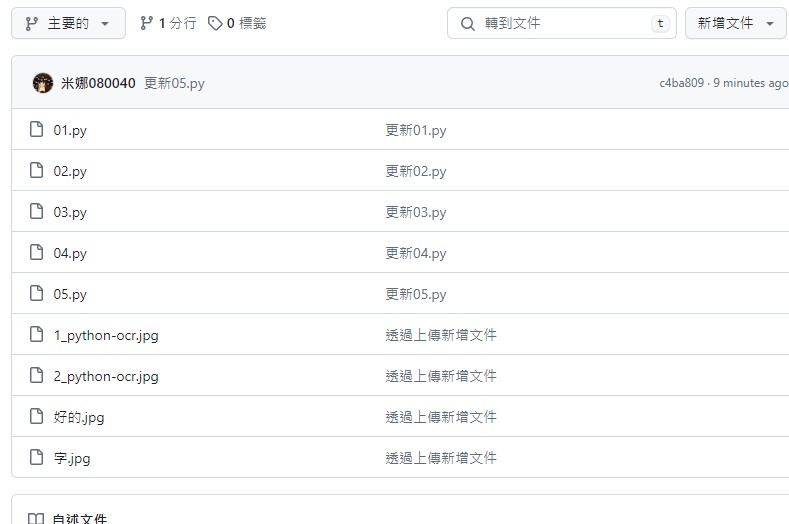 主要的 1 分行 0 標籤 轉到文件 t 新增文件
米娜080040 更新05.py c4ba809 · 9 minutes ago
01.py 更新01.py
02.py 更新02.py
03.py 更新03.py
04.py 更新04.py
05.py 更新05.py
1_python-ocr.jpg 透過上傳新增文件
2_python-ocr.jpg 透過上傳新增文件
好的.jpg 透過上傳新增文件
字.jpg 透過上傳新增文件
自述文件